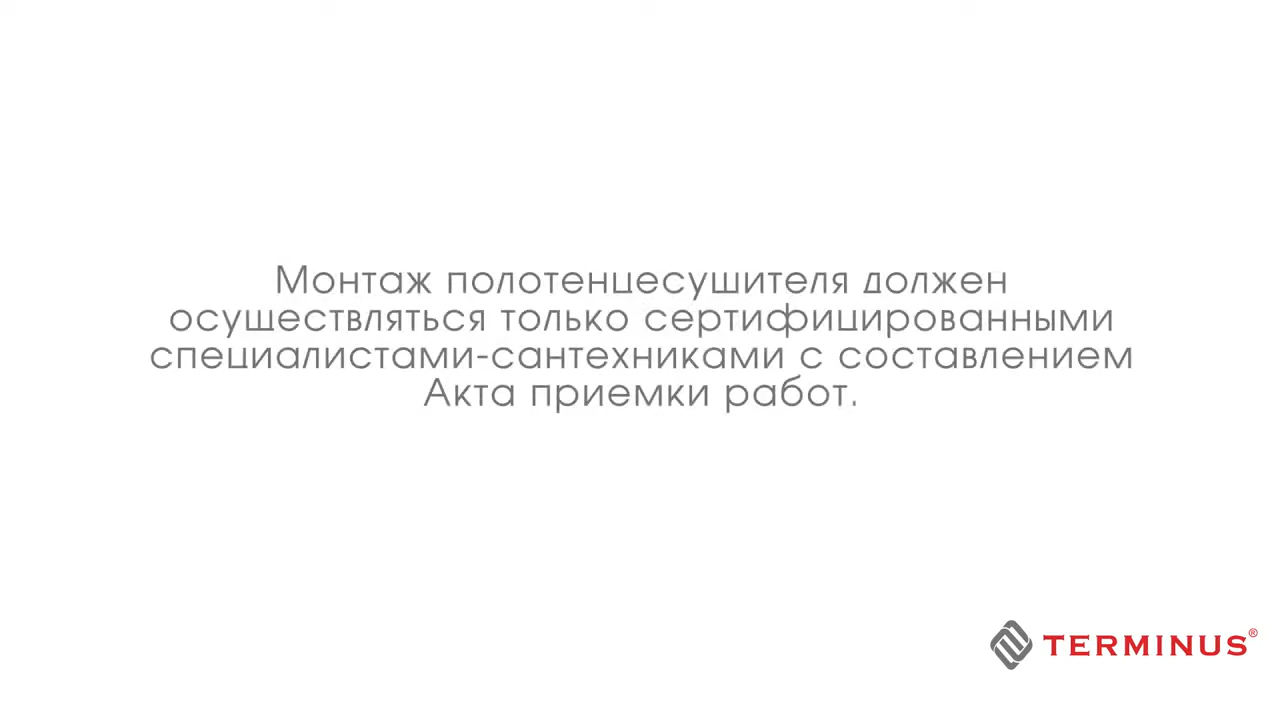 Монтаж полотенцесушителя должен
осуществляться только сертифицированными
специалистами-сантехниками с составлением
Акта приемки работ.
TERMINUS®